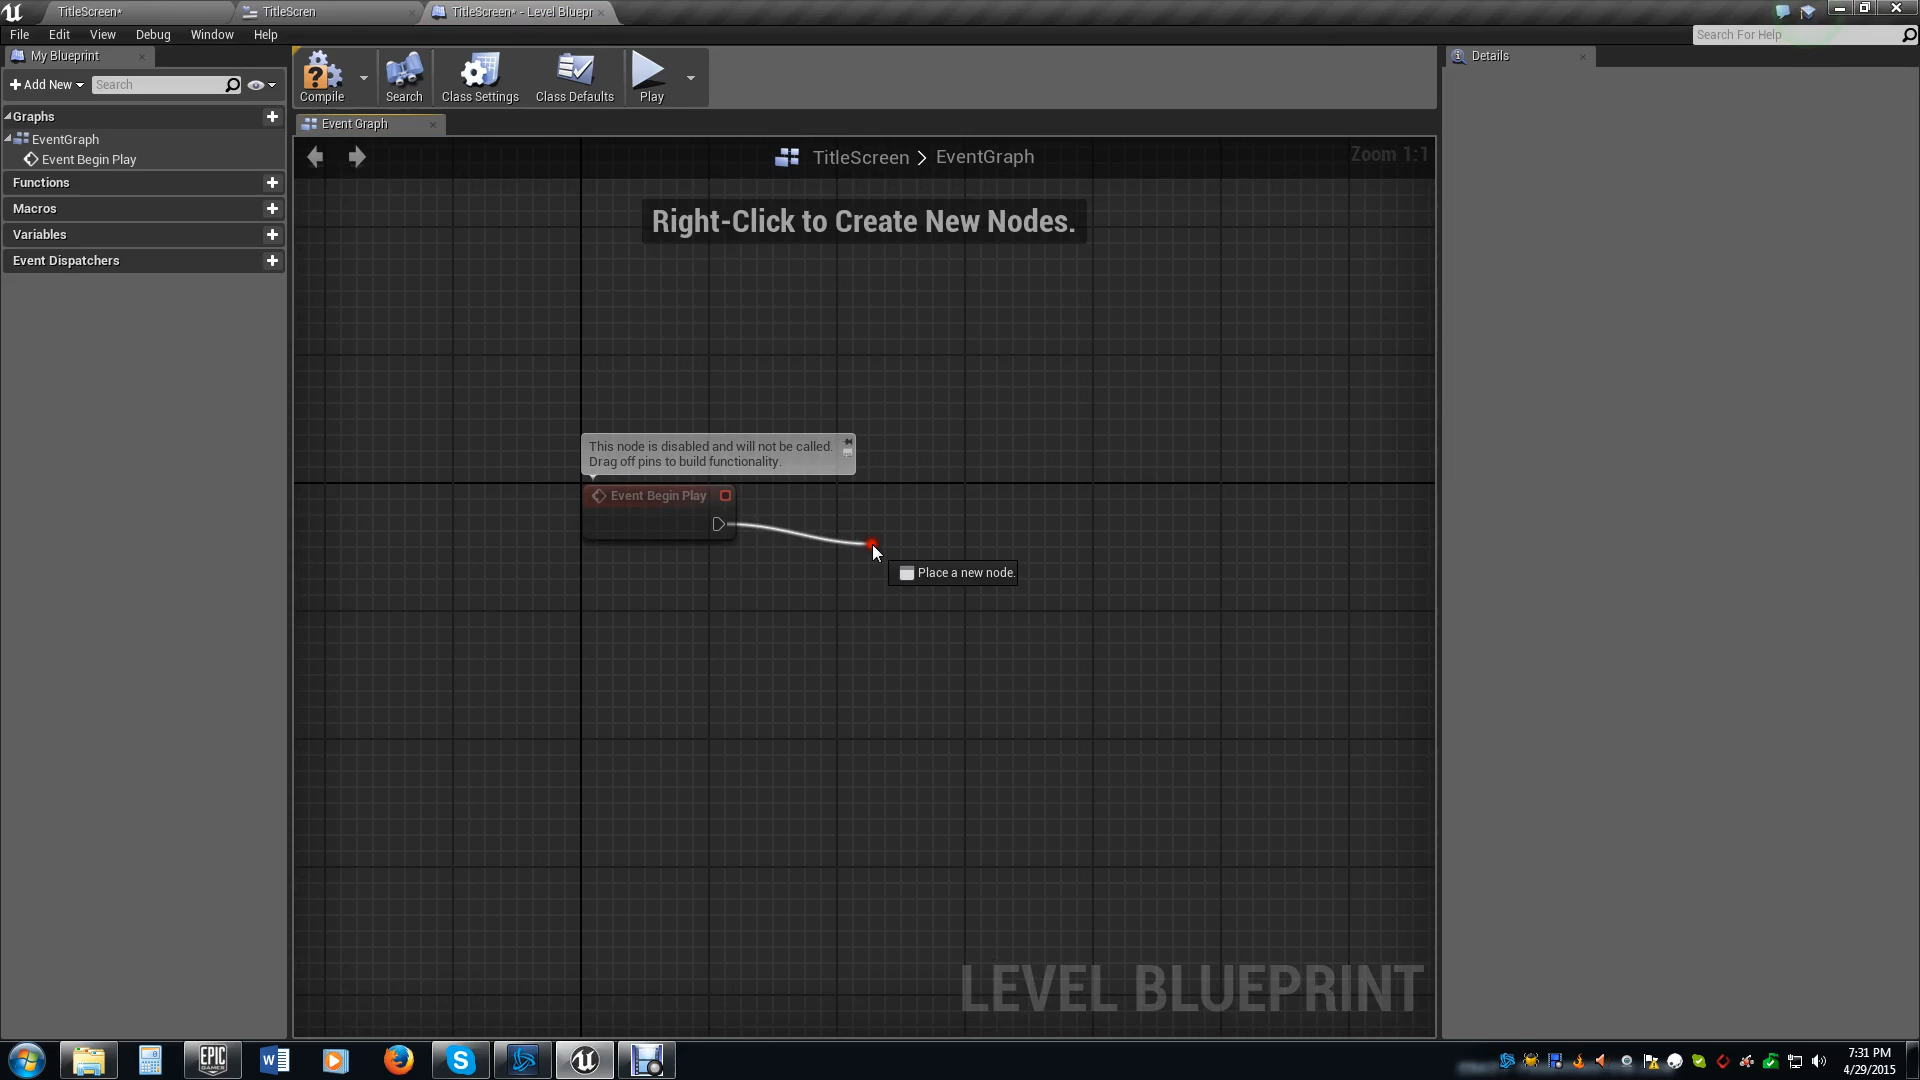 TitleScreen*
TitleScren
TitleScreen* - Level Bluepr
File Edit View Debug Window Help
Search For Help
My Blueprint
Add New
Search
Graphs
EventGraph
Event Begin Play
Functions
Macros
Variables
Event Dispatchers
Compile
Search
Class Settings
Class Defaults
Play
Details
Event Graph
TitleScreen > EventGraph
Zoom 1:1
Right-Click to Create New Nodes.
This node is disabled and will not be called.
Drag off pins to build functionality.
Event Begin Play
Place a new node.
LEVEL BLUEPRINT
EPIC
GAMES
7:31 PM
4/29/2015